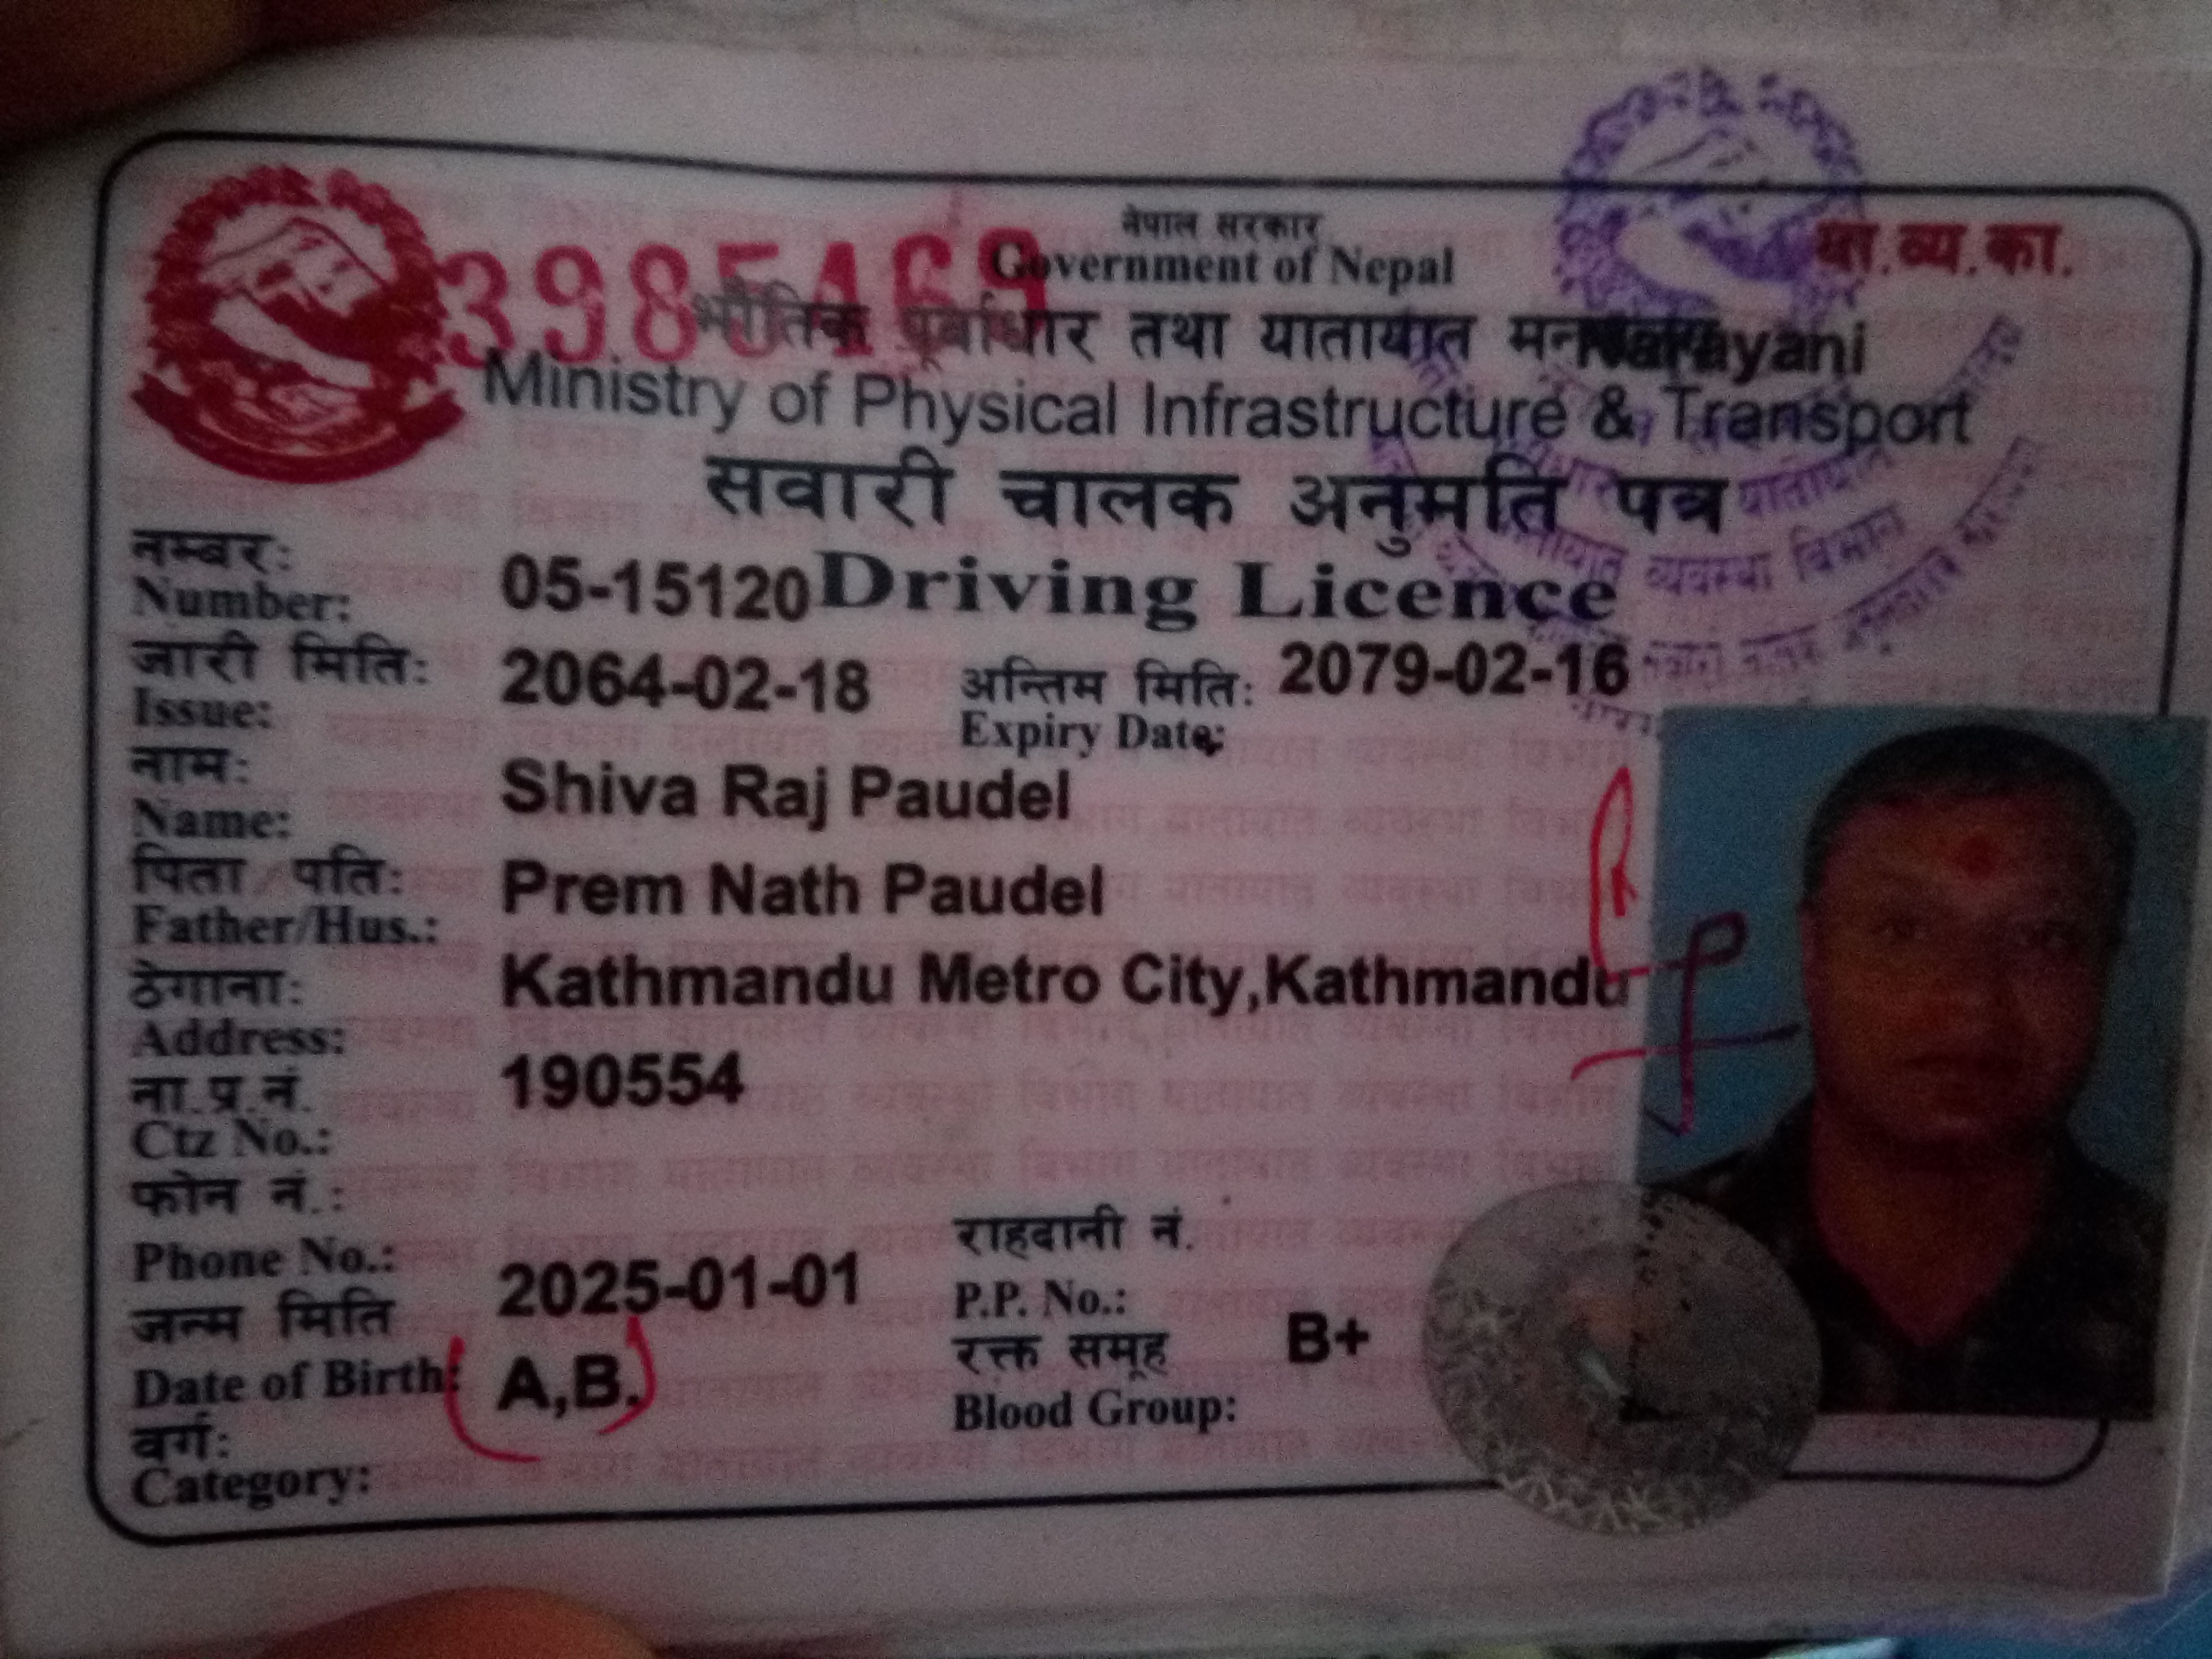 नेपाल सरकार
Government of Nepal
या.व्य.का.
398546
भौतिक पूर्वाधार तथा यातायात
Narayani
Ministry of Physical Infrastructure & Transport
सवारी चालक अनुमति पत्र
Driving Licence
नम्बर:
Number: 05-15120
जारी मिति: 2064-02-18 अन्तिम मिति: 2079-02-16
Issue: Expiry Date:
नाम: Shiva Raj Paudel
Name:
पिता/पति: Prem Nath Paudel
Father/Hus.:
ठेगाना: Kathmandu Metro City,Kathmandu
Address:
ना.प्र.नं. 190554
Ctz No.:
फोन नं.:
राहदानी नं.
Phone No.: P.P. No.:
जन्म मिति 2025-01-01
रक्त समूह B+
Date of Birth: A,B.
Blood Group:
वर्ग:
Category:
यातायात व्यवस्था विभाग